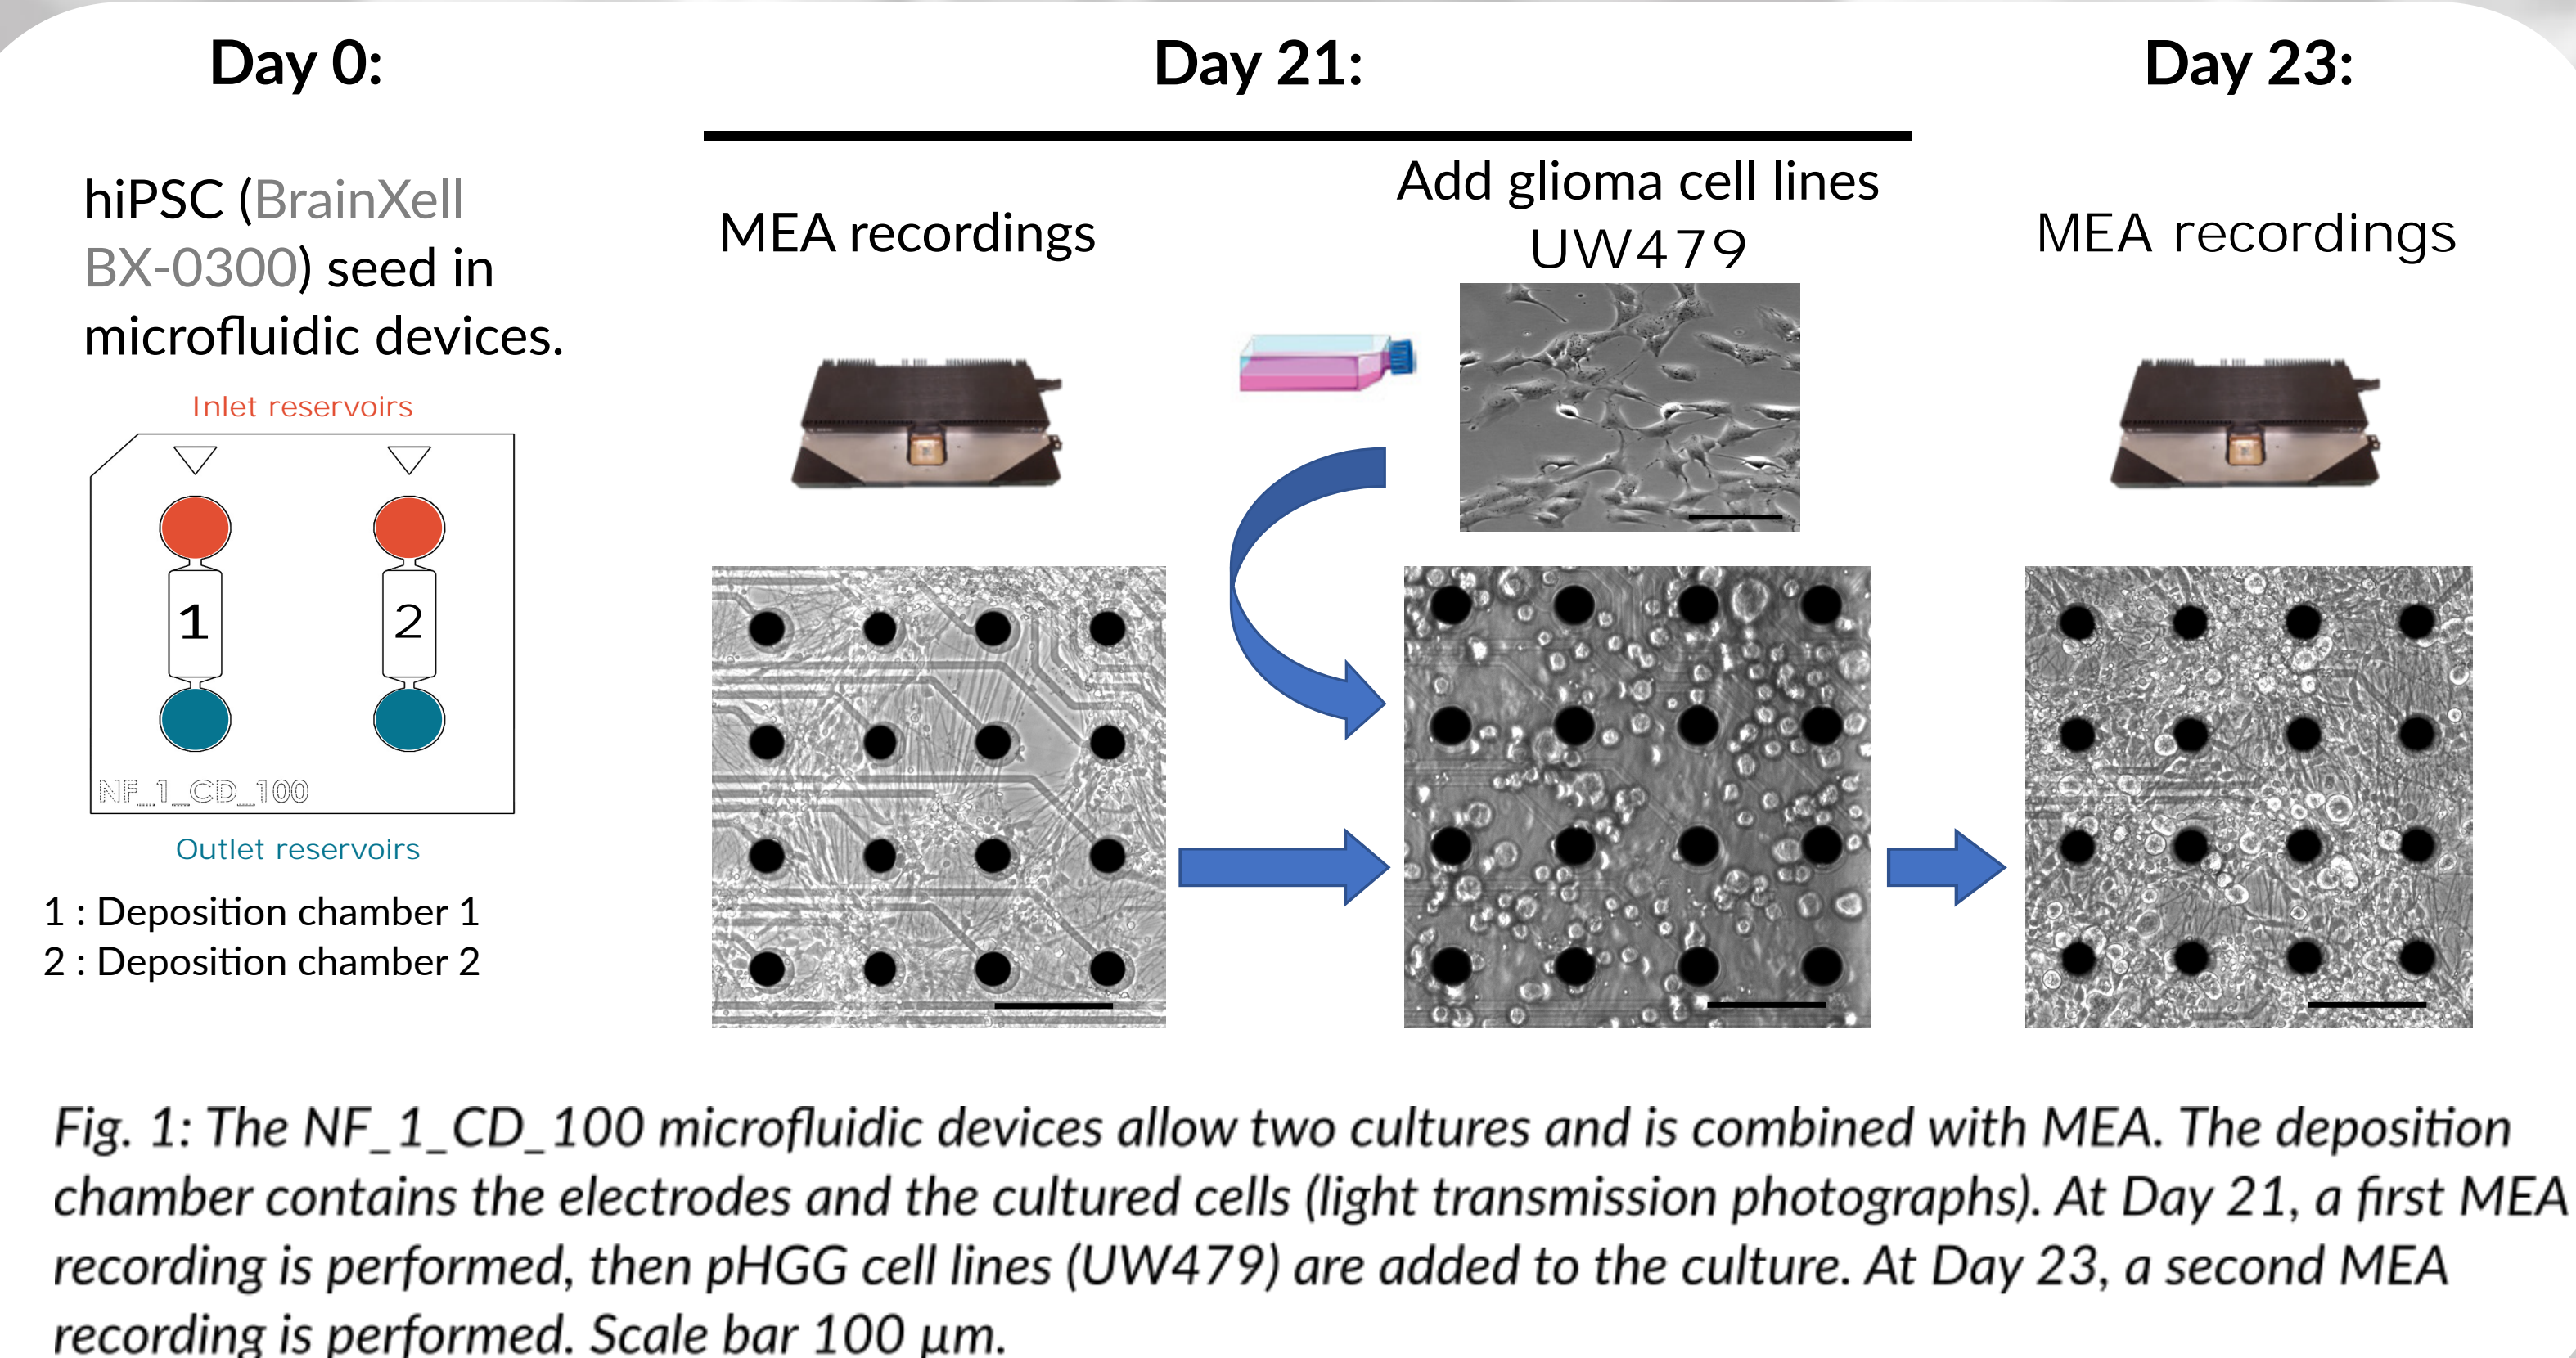 Day 0:
Day 21:
Day 23:
hiPSC (BrainXell
BX-0300) seed in
microfluidic devices.
Inlet reservoirs
1
2
NF_1_CD_100
Outlet reservoirs
1 : Deposition chamber 1
2 : Deposition chamber 2
MEA recordings
Add glioma cell lines
UW479
MEA recordings
Fig. 1: The NF_1_CD_100 microfluidic devices allow two cultures and is combined with MEA. The deposition
chamber contains the electrodes and the cultured cells (light transmission photographs). At Day 21, a first MEA
recording is performed, then pHGG cell lines (UW479) are added to the culture. At Day 23, a second MEA
recording is performed. Scale bar 100 µm.